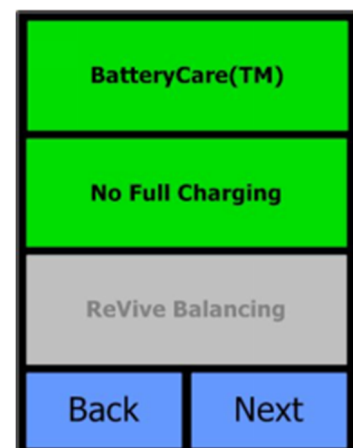 BatteryCare(TM)
No Full Charging
ReVive Balancing
Back Next